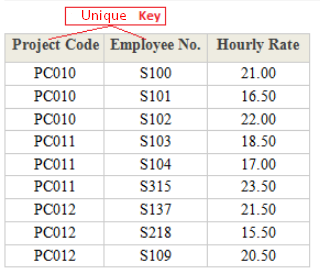 Unique Key
Project Code Employee No. Hourly Rate
PC010 S100 21.00
PC010 S101 16.50
PC010 S102 22.00
PC011 S103 18.50
PC011 S104 17.00
PC011 S315 23.50
PC012 S137 21.50
PC012 S218 15.50
PC012 S109 20.50